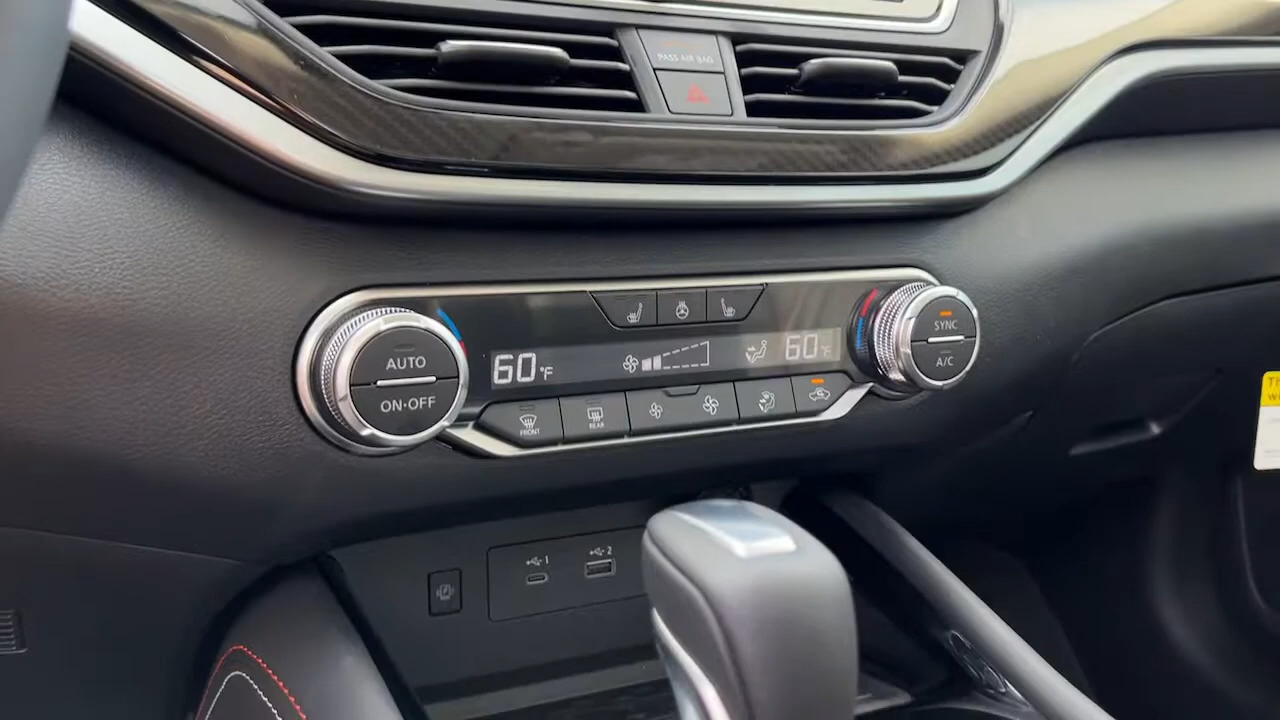 PASS AIR BAG
AUTO
ON·OFF
60°F
60°F
SYNC
A/C
FRONT
REAR
1
2